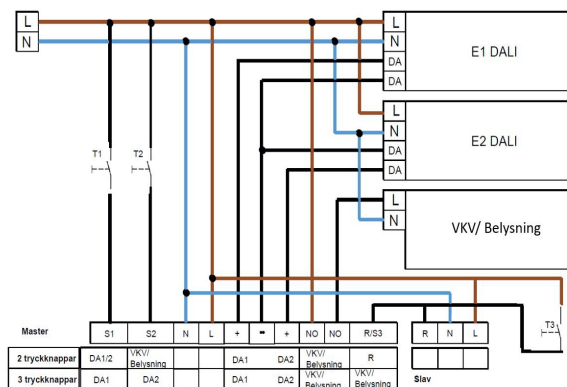 L
N
L
N
DA
DA
E1 DALI
L
N
DA
DA
E2 DALI
L
N
VKV/ Belysning
T1
T2
T3
Master
S1 S2 N L + - + NO NO R/S3
R N L
2 tryckknappar DA1/2 VKV/ Belysning DA1 DA2 VKV/ Belysning R
3 tryckknappar DA1 DA2 DA1 DA2 VKV/ Belysning VKV/ Belysning
Slav